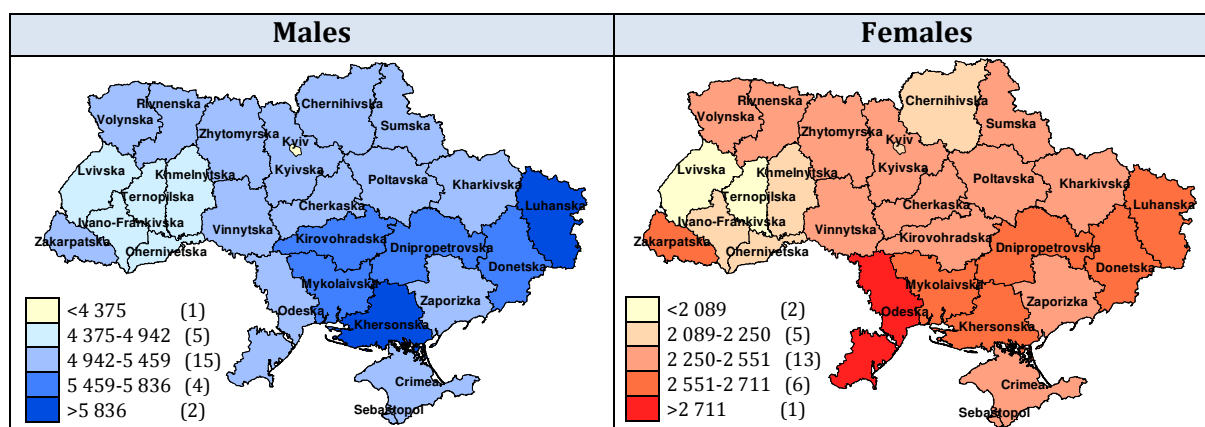 Males
Chernihivska
Rivnenska
Volynska
Sumska
Zhytomyrska
Kyiv
Lvivska
Khmelnytska
Kyivska
Poltavska
Kharkivska
Ternopilska
Luhanska
Cherkaska
Ivano-Frankivska
Vinnytska
Kirovohradska
Zakarpatska
Dnipropetrovska
Chernivetska
Donetska
Mykolaivska
Zaporizka
Odeska
Khersonska
Crimea
Sebastopol
<4 375 (1)
4 375-4 942 (5)
4 942-5 459 (15)
5 459-5 836 (4)
>5 836 (2)
Females
Chernihivska
Rivnenska
Volynska
Sumska
Zhytomyrska
Kyiv
Lvivska
Khmelnytska
Kyivska
Poltavska
Kharkivska
Ternopilska
Luhanska
Cherkaska
Ivano-Frankivska
Vinnytska
Kirovohradska
Zakarpatska
Dnipropetrovska
Chernivetska
Donetska
Mykolaivska
Zaporizka
Odeska
Khersonska
Crimea
Sebastopol
<2 089 (2)
2 089-2 250 (5)
2 250-2 551 (13)
2 551-2 711 (6)
>2 711 (1)